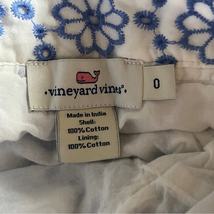 vineyard vines®
0
Made in India
Shell:
100% Cotton
Lining:
100% Cotton